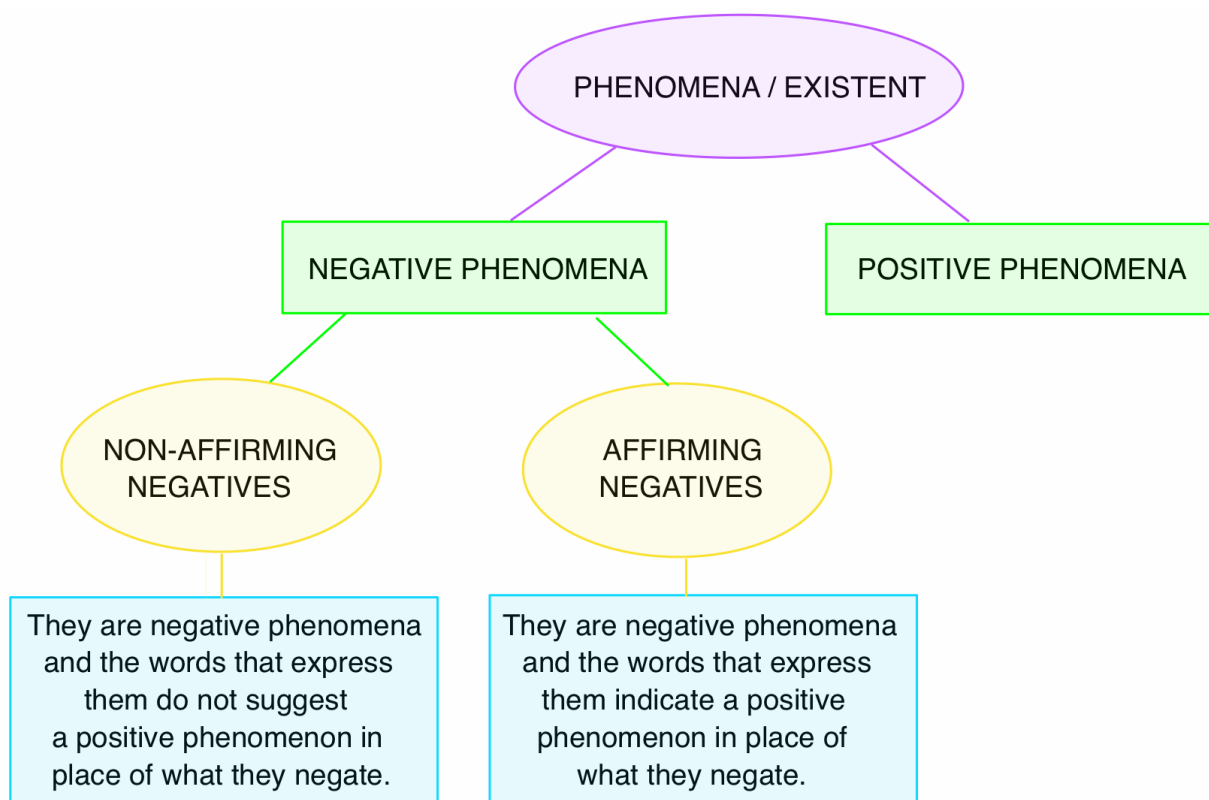 PHENOMENA / EXISTENT
NEGATIVE PHENOMENA
POSITIVE PHENOMENA
NON-AFFIRMING
NEGATIVES
AFFIRMING
NEGATIVES
They are negative phenomena
and the words that express
them do not suggest
a positive phenomenon in
place of what they negate.
They are negative phenomena
and the words that express
them indicate a positive
phenomenon in place of
what they negate.